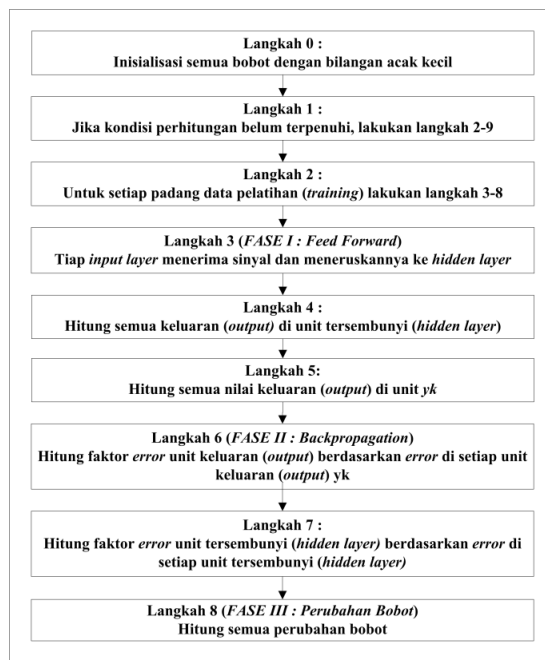 Langkah 0 :
Inisialisasi semua bobot dengan bilangan acak kecil
Langkah 1 :
Jika kondisi perhitungan belum terpenuhi, lakukan langkah 2-9
Langkah 2 :
Untuk setiap padang data pelatihan (training) lakukan langkah 3-8
Langkah 3 (FASE I : Feed Forward)
Tiap input layer menerima sinyal dan meneruskannya ke hidden layer
Langkah 4 :
Hitung semua keluaran (output) di unit tersembunyi (hidden layer)
Langkah 5:
Hitung semua nilai keluaran (output) di unit yk
Langkah 6 (FASE II : Backpropagation)
Hitung faktor error unit keluaran (output) berdasarkan error di setiap unit
keluaran (output) yk
Langkah 7 :
Hitung faktor error unit tersembunyi (hidden layer) berdasarkan error di
setiap unit tersembunyi (hidden layer)
Langkah 8 (FASE III : Perubahan Bobot)
Hitung semua perubahan bobot